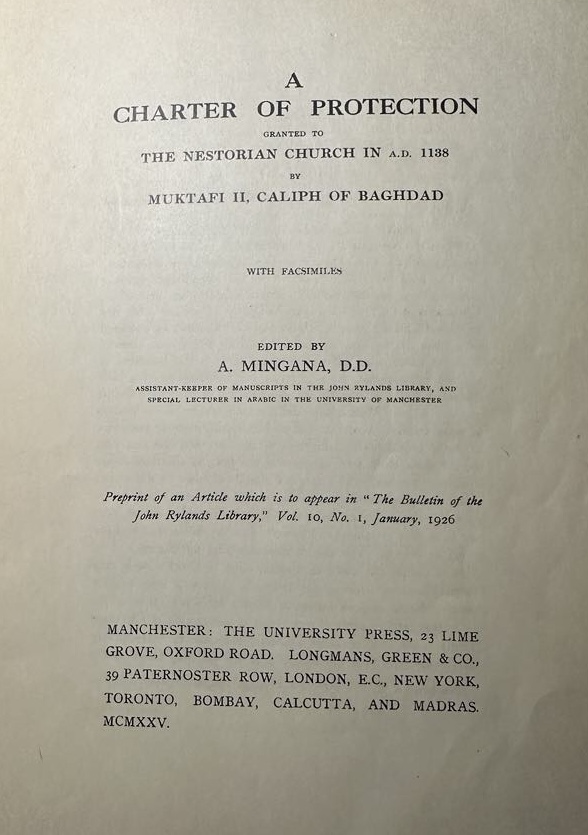 A
CHARTER OF PROTECTION
GRANTED TO
THE NESTORIAN CHURCH IN A.D. 1138
BY
MUKTAFI II, CALIPH OF BAGHDAD
WITH FACSIMILES
EDITED BY
A. MINGANA, D.D.
ASSISTANT-KEEPER OF MANUSCRIPTS IN THE JOHN RYLANDS LIBRARY, AND
SPECIAL LECTURER IN ARABIC IN THE UNIVERSITY OF MANCHESTER
Preprint of an Article which is to appear in "The Bulletin of the
John Rylands Library," Vol. 10, No. 1, January, 1926
MANCHESTER: THE UNIVERSITY PRESS, 23 LIME
GROVE, OXFORD ROAD. LONGMANS, GREEN & CO.,
39 PATERNOSTER ROW, LONDON, E.C., NEW YORK,
TORONTO, BOMBAY, CALCUTTA, AND MADRAS.
MCMXXV.